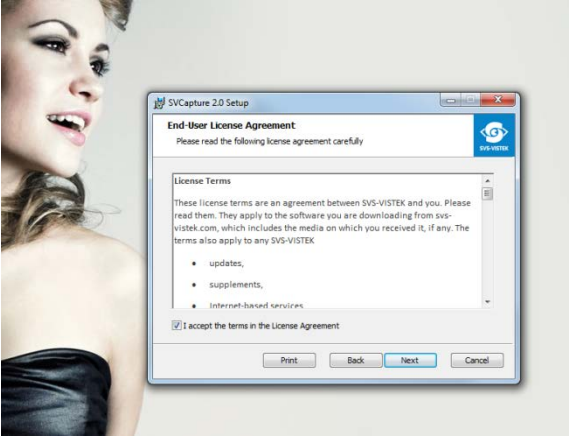 SVCapture 2.0 Setup
End-User License Agreement
Please read the following license agreement carefully
SVS-VISTEK
License Terms
These license terms are an agreement between SVS-VISTEK and you. Please
read them. They apply to the software you are downloading from svs-
vistek.com, which includes the media on which you received it, if any. The
terms also apply to any SVS-VISTEK
• updates,
• supplements,
• Internet-based services
I accept the terms in the License Agreement
Print Back Next Cancel